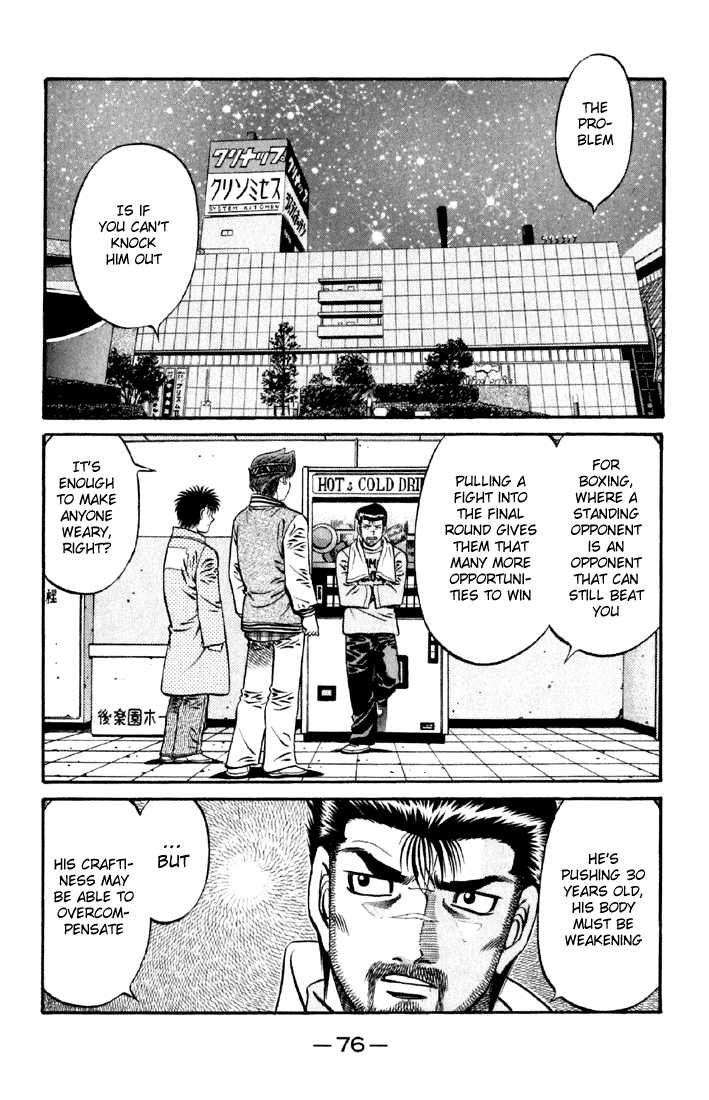 THE
PRO-
BLEM
IS IF
YOU CAN'T
KNOCK
HIM OUT
クリナップ
クリンミセス
SYSTEM KITCHEN
FOR
BOXING,
WHERE A
STANDING
OPPONENT
IS AN
OPPONENT
THAT CAN
STILL BEAT
YOU
PULLING A
FIGHT INTO
THE FINAL
ROUND GIVES
THEM THAT
MANY MORE
OPPORTUNI-
TIES TO WIN
IT'S
ENOUGH
TO MAKE
ANYONE
WEARY,
RIGHT?
HOT & COLD DRI
後楽園ホー
HE'S
PUSHING 30
YEARS OLD,
HIS BODY
MUST BE
WEAKENING
...
BUT
HIS CRAFTI-
NESS MAY
BE ABLE TO
OVERCOM-
PENSATE
— 76 —